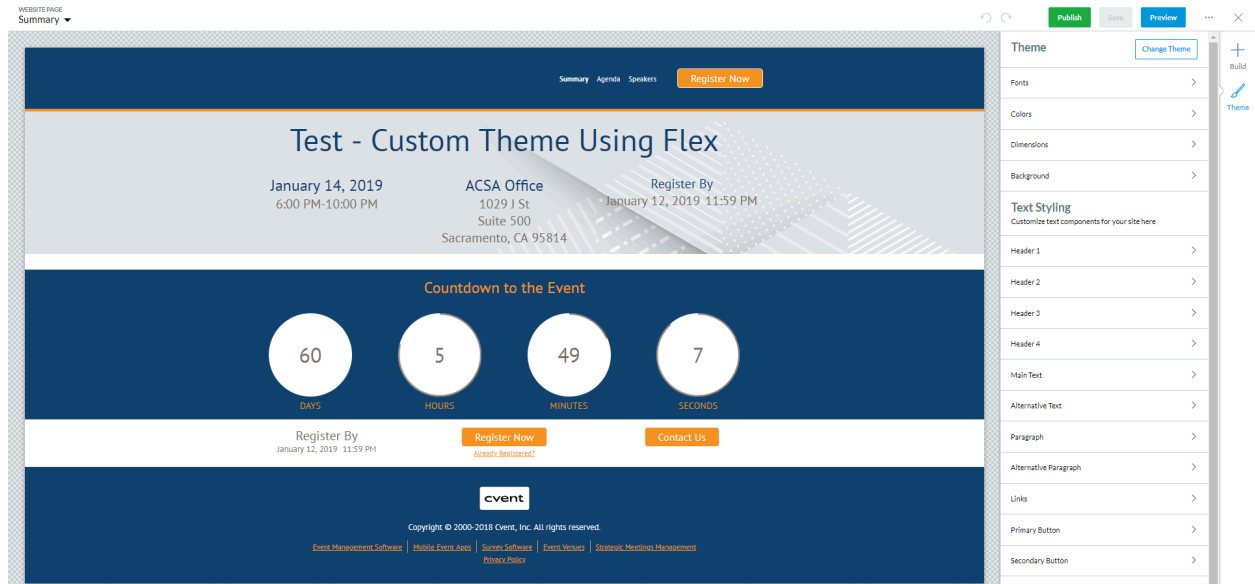 WEBSITE PAGE
Summary
Publish
Save
Preview
Summary Agenda Speakers Register Now
Test - Custom Theme Using Flex
January 14, 2019
6:00 PM-10:00 PM
ACSA Office
1029 J St
Suite 500
Sacramento, CA 95814
Register By
January 12, 2019 11:59 PM
Countdown to the Event
60
DAYS
5
HOURS
49
MINUTES
7
SECONDS
Register By
January 12, 2019 11:59 PM
Register Now
Already Registered?
Contact Us
cvent
Copyright © 2000-2018 Cvent, Inc. All rights reserved.
Event Management Software | Mobile Event Apps | Survey Software | Event Venues | Strategic Meetings Management
Privacy Policy
Theme
Change Theme
Fonts
Colors
Dimensions
Background
Text Styling
Customize text components for your site here
Header 1
Header 2
Header 3
Header 4
Main Text
Alternative Text
Paragraph
Alternative Paragraph
Links
Primary Button
Secondary Button
Build
Theme